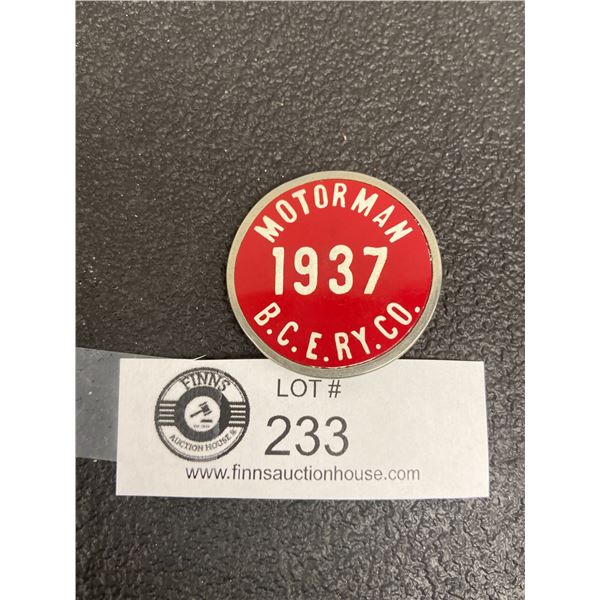 MOTORMAN
1937
B.C.E.RY.CO.
FINNS
AUCTION HOUSE &
LOT #
233
www.finnsauctionhouse.com